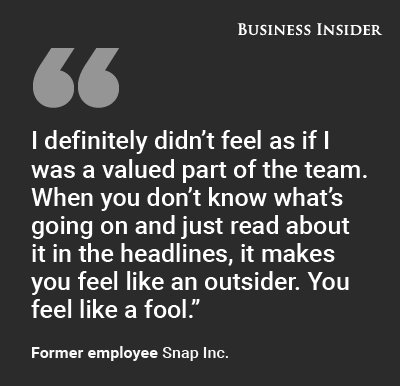 BUSINESS INSIDER
“
I definitely didn’t feel as if I
was a valued part of the team.
When you don’t know what’s
going on and just read about
it in the headlines, it makes
you feel like an outsider. You
feel like a fool.”
Former employee Snap Inc.